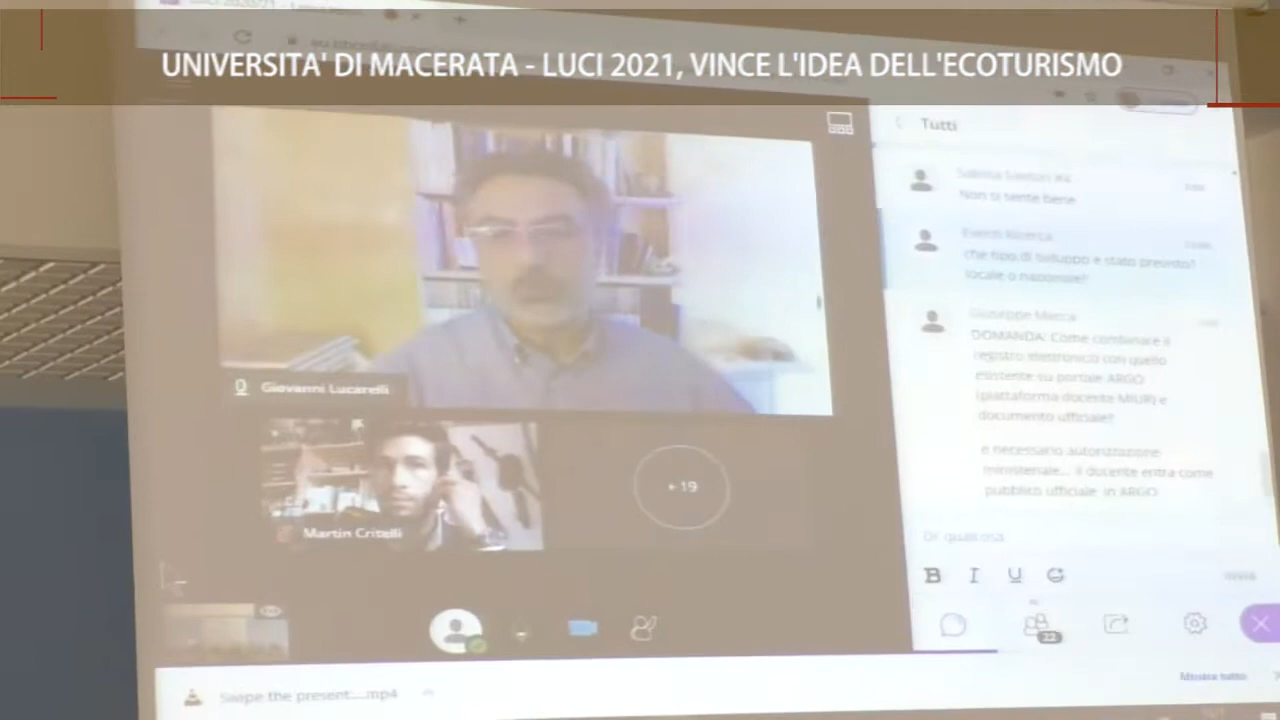 UNIVERSITA' DI MACERATA - LUCI 2021, VINCE L'IDEA DELL'ECOTURISMO
Tutti
Non si sente bene
Eventi Ricerca
che tipo di sviluppo e stato previsto?
locale o nazionale?
Giuseppe Mecca
DOMANDA: Come combinare il
registro elettronico con quello
esistente su portale ARGO
(piattaforma docente MIUR) e
documento ufficiale?
e necessario autorizzazione
ministeriale... il docente entra come
pubblico ufficiale in ARGO
Giovanni Lucarelli
Martin Critelli
+19
Di' qualcosa
B I U
22
Mostra tutto
the present-....mp4